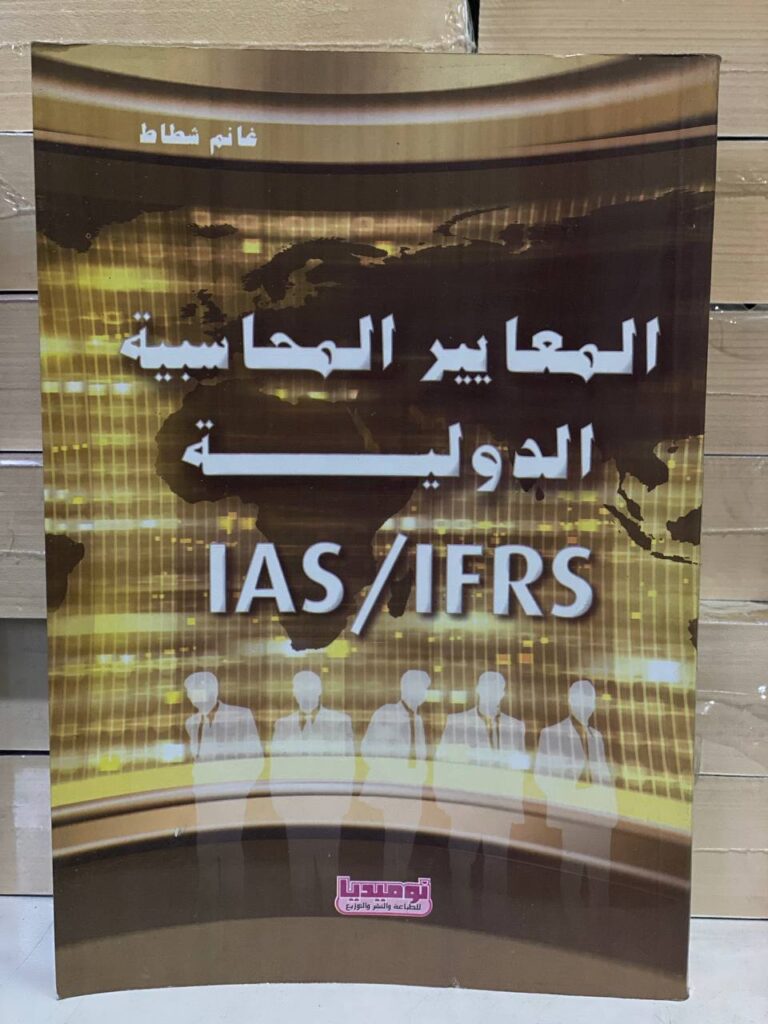 غانم شطاط
المعايير المحاسبية
الدولية
IAS/IFRS
نوميديا
للطباعة والنشر والتوزيع